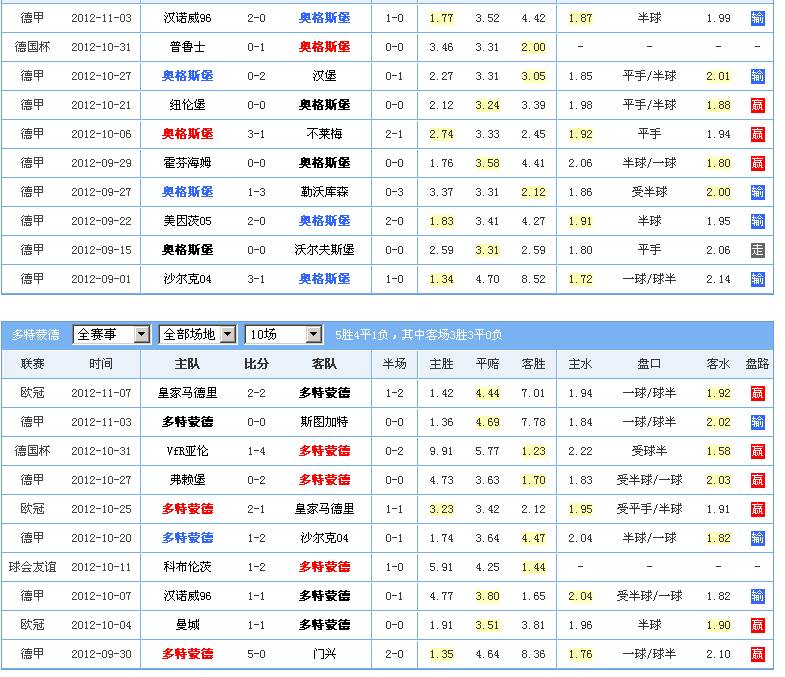 德甲 2012-11-03 汉诺威96 2-0 奥格斯堡 1-0 1.77 3.52 4.42 1.87 半球 1.99 输
德国杯 2012-10-31 普鲁士 0-1 奥格斯堡 0-0 3.46 3.31 2.00 - - - -
德甲 2012-10-27 奥格斯堡 0-2 汉堡 0-1 2.27 3.31 3.05 1.85 平手/半球 2.01 输
德甲 2012-10-21 纽伦堡 0-0 奥格斯堡 0-0 2.12 3.24 3.39 1.98 平手/半球 1.88 赢
德甲 2012-10-06 奥格斯堡 3-1 不莱梅 2-1 2.74 3.33 2.45 1.92 平手 1.94 赢
德甲 2012-09-29 霍芬海姆 0-0 奥格斯堡 0-0 1.76 3.58 4.41 2.06 半球/一球 1.80 赢
德甲 2012-09-27 奥格斯堡 1-3 勒沃库森 0-3 3.37 3.31 2.12 1.86 受半球 2.00 输
德甲 2012-09-22 美因茨05 2-0 奥格斯堡 2-0 1.83 3.41 4.27 1.91 半球 1.95 输
德甲 2012-09-15 奥格斯堡 0-0 沃尔夫斯堡 0-0 2.59 3.31 2.59 1.80 平手 2.06 走
德甲 2012-09-01 沙尔克04 3-1 奥格斯堡 1-0 1.34 4.70 8.52 1.72 一球/球半 2.14 输
多特蒙德 全赛事 全部场地 10场 5胜4平1负，其中客场3胜3平0负
联赛 时间 主队 比分 客队 半场 主胜 平赔 客胜 主水 盘口 客水 盘路
欧冠 2012-11-07 皇家马德里 2-2 多特蒙德 1-2 1.42 4.44 7.01 1.94 一球/球半 1.92 赢
德甲 2012-11-03 多特蒙德 0-0 斯图加特 0-0 1.36 4.69 7.78 1.84 一球/球半 2.02 输
德国杯 2012-10-31 VfR亚伦 1-4 多特蒙德 0-2 9.91 5.77 1.23 2.22 受球半 1.58 赢
德甲 2012-10-27 弗赖堡 0-2 多特蒙德 0-0 4.73 3.63 1.70 1.83 受半球/一球 2.03 赢
欧冠 2012-10-25 多特蒙德 2-1 皇家马德里 1-1 3.23 3.42 2.12 1.95 受平手/半球 1.91 赢
德甲 2012-10-20 多特蒙德 1-2 沙尔克04 0-1 1.74 3.64 4.47 2.04 半球/一球 1.82 输
球会友谊 2012-10-11 科布伦茨 1-2 多特蒙德 1-0 5.91 4.25 1.44 - - - -
德甲 2012-10-07 汉诺威96 1-1 多特蒙德 0-1 4.77 3.80 1.65 2.04 受半球/一球 1.82 输
欧冠 2012-10-04 曼城 1-1 多特蒙德 0-0 1.91 3.51 3.81 1.96 半球 1.90 赢
德甲 2012-09-30 多特蒙德 5-0 门兴 2-0 1.35 4.64 8.36 1.76 一球/球半 2.10 赢